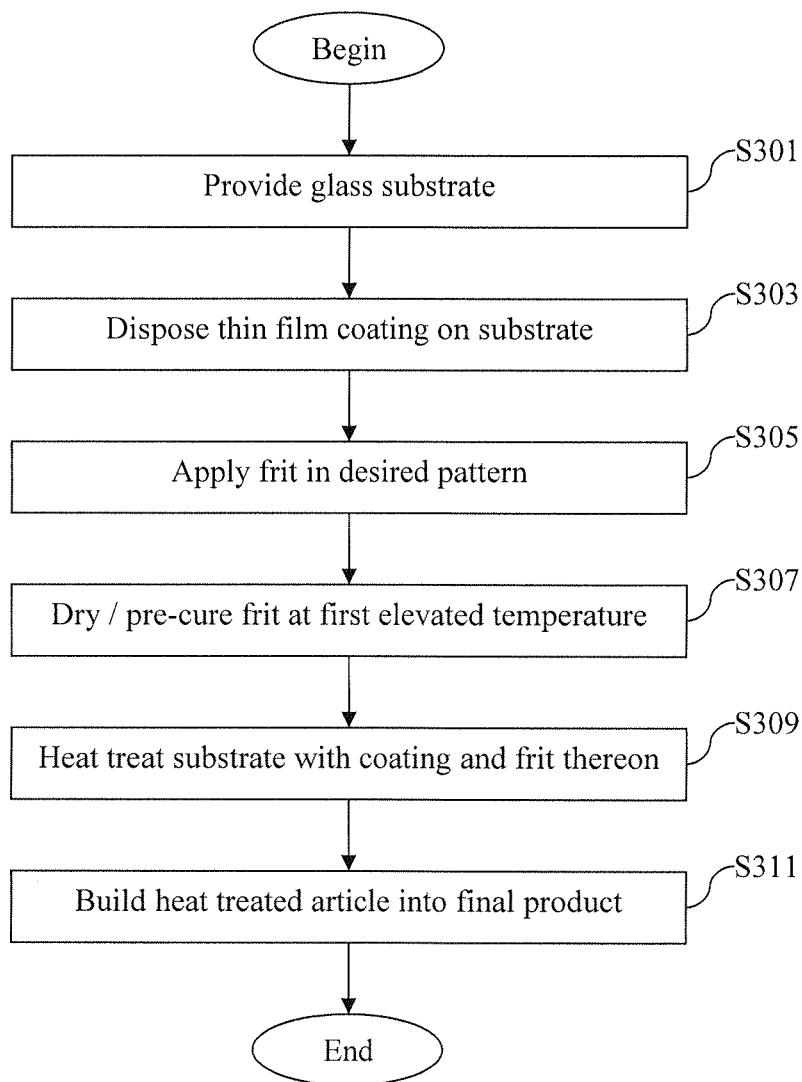 Begin
S301
Provide glass substrate
S303
Dispose thin film coating on substrate
S305
Apply frit in desired pattern
S307
Dry / pre-cure frit at first elevated temperature
S309
Heat treat substrate with coating and frit thereon
S311
Build heat treated article into final product
End